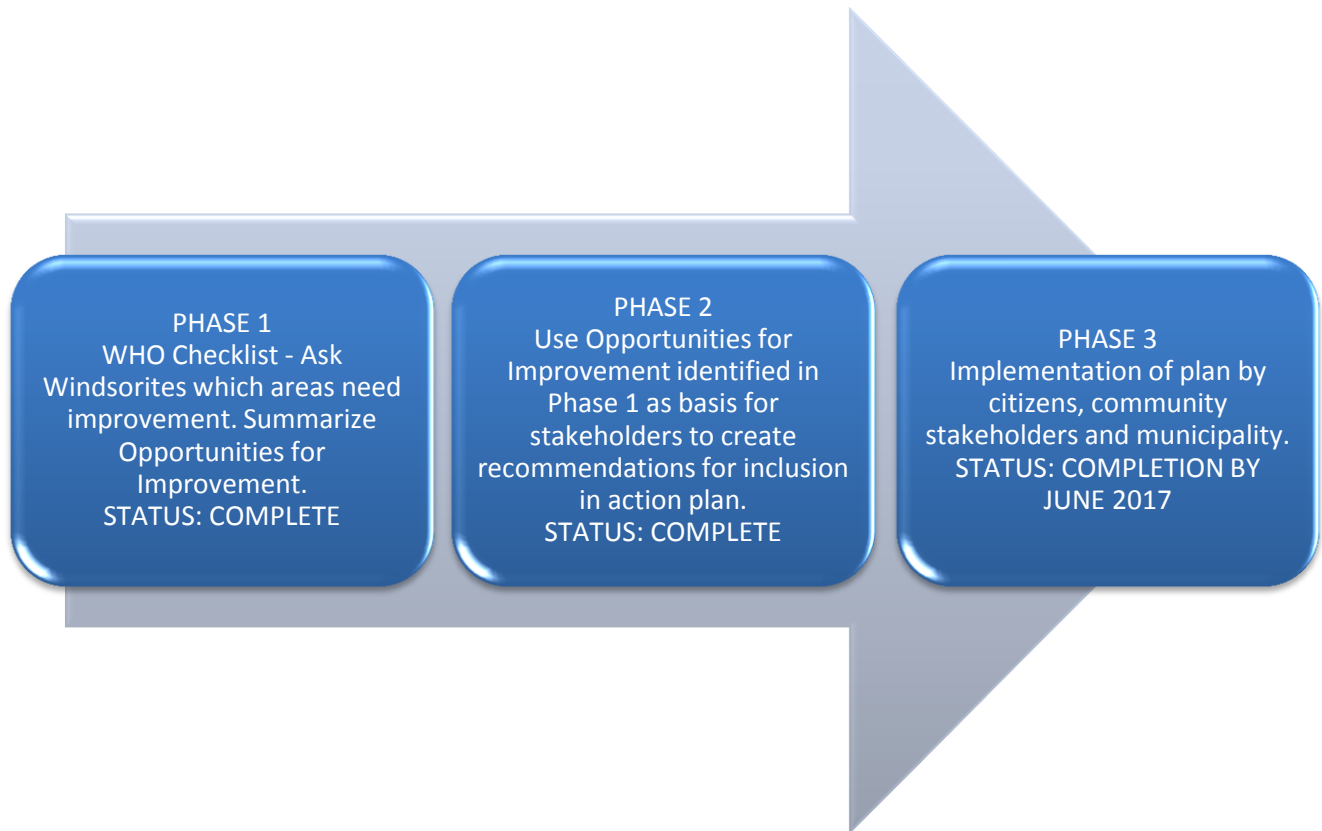 PHASE 1
WHO Checklist - Ask
Windsorites which areas need
improvement. Summarize
Opportunities for
Improvement.
STATUS: COMPLETE
PHASE 2
Use Opportunities for
Improvement identified in
Phase 1 as basis for
stakeholders to create
recommendations for inclusion
in action plan.
STATUS: COMPLETE
PHASE 3
Implementation of plan by
citizens, community
stakeholders and municipality.
STATUS: COMPLETION BY
JUNE 2017